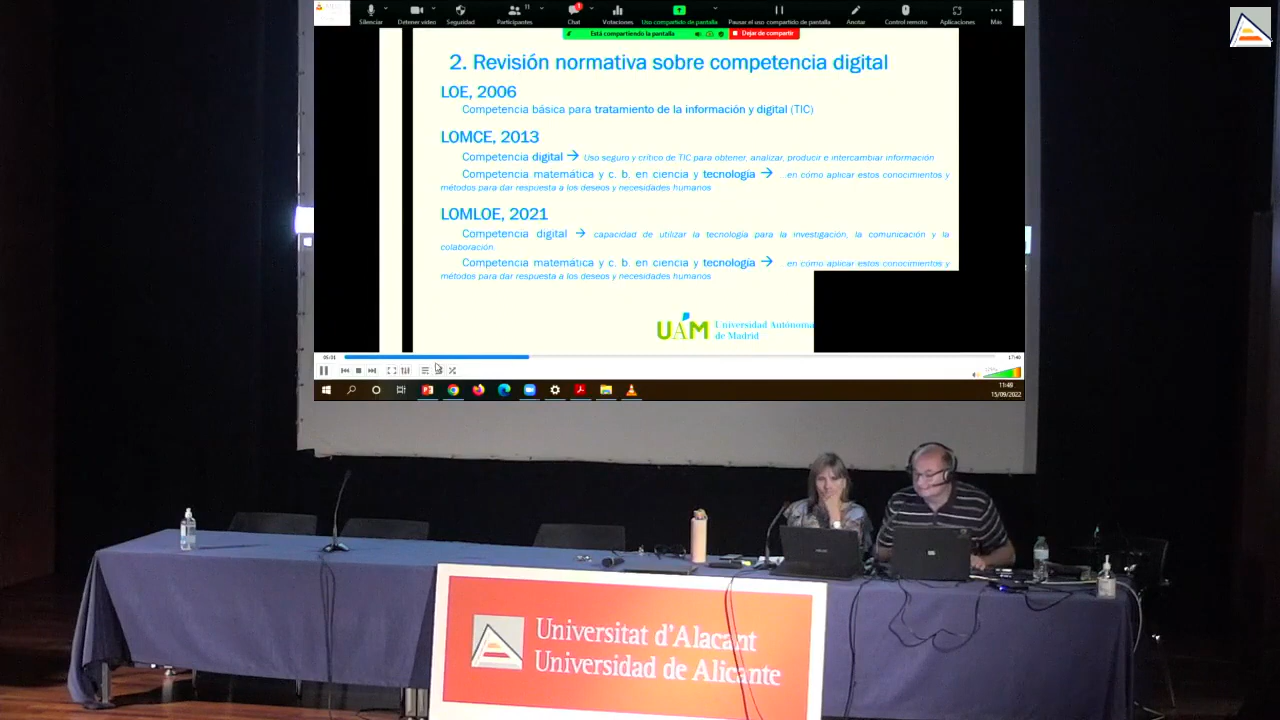 Silenciar
Detener video
Seguridad
11
Participantes
1
Chat
Votaciones
Uso compartido de pantalla
Pausar el uso compartido de pantalla
Anotar
Control remoto
Aplicaciones
Más
Está compartiendo la pantalla
Dejar de compartir
2. Revisión normativa sobre competencia digital
LOE, 2006
Competencia básica para tratamiento de la información y digital (TIC)
LOMCE, 2013
Competencia digital → Uso seguro y crítico de TIC para obtener, analizar, producir e intercambiar información
Competencia matemática y c. b. en ciencia y tecnología → ...en cómo aplicar estos conocimientos y
métodos para dar respuesta a los deseos y necesidades humanos
LOMLOE, 2021
Competencia digital → capacidad de utilizar la tecnología para la investigación, la comunicación y la
colaboración
Competencia matemática y c. b. en ciencia y tecnología → ...en cómo aplicar estos conocimientos y
métodos para dar respuesta a los deseos y necesidades humanos
UAM Universidad Autónoma
de Madrid
17:40
11:49
15/09/2022
Universitat d'Alacant
Universidad de Alicante